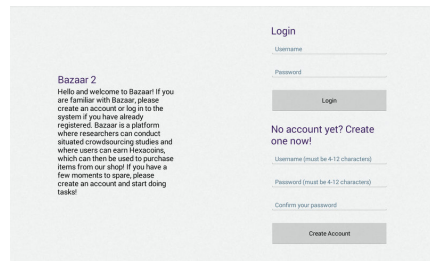 Bazaar 2
Hello and welcome to Bazaar! If you
are familiar with Bazaar, please
create an account or log in to the
system if you have already
registered. Bazaar is a platform
where researchers can conduct
situated crowdsourcing studies and
where users can earn Hexacoins,
which can then be used to purchase
items from our shop! If you have a
few moments to spare, please
create an account and start doing
tasks!
Login
Username
Password
Login
No account yet? Create
one now!
Username (must be 4-12 characters)
Password (must be 4-12 characters)
Confirm your password
Create Account